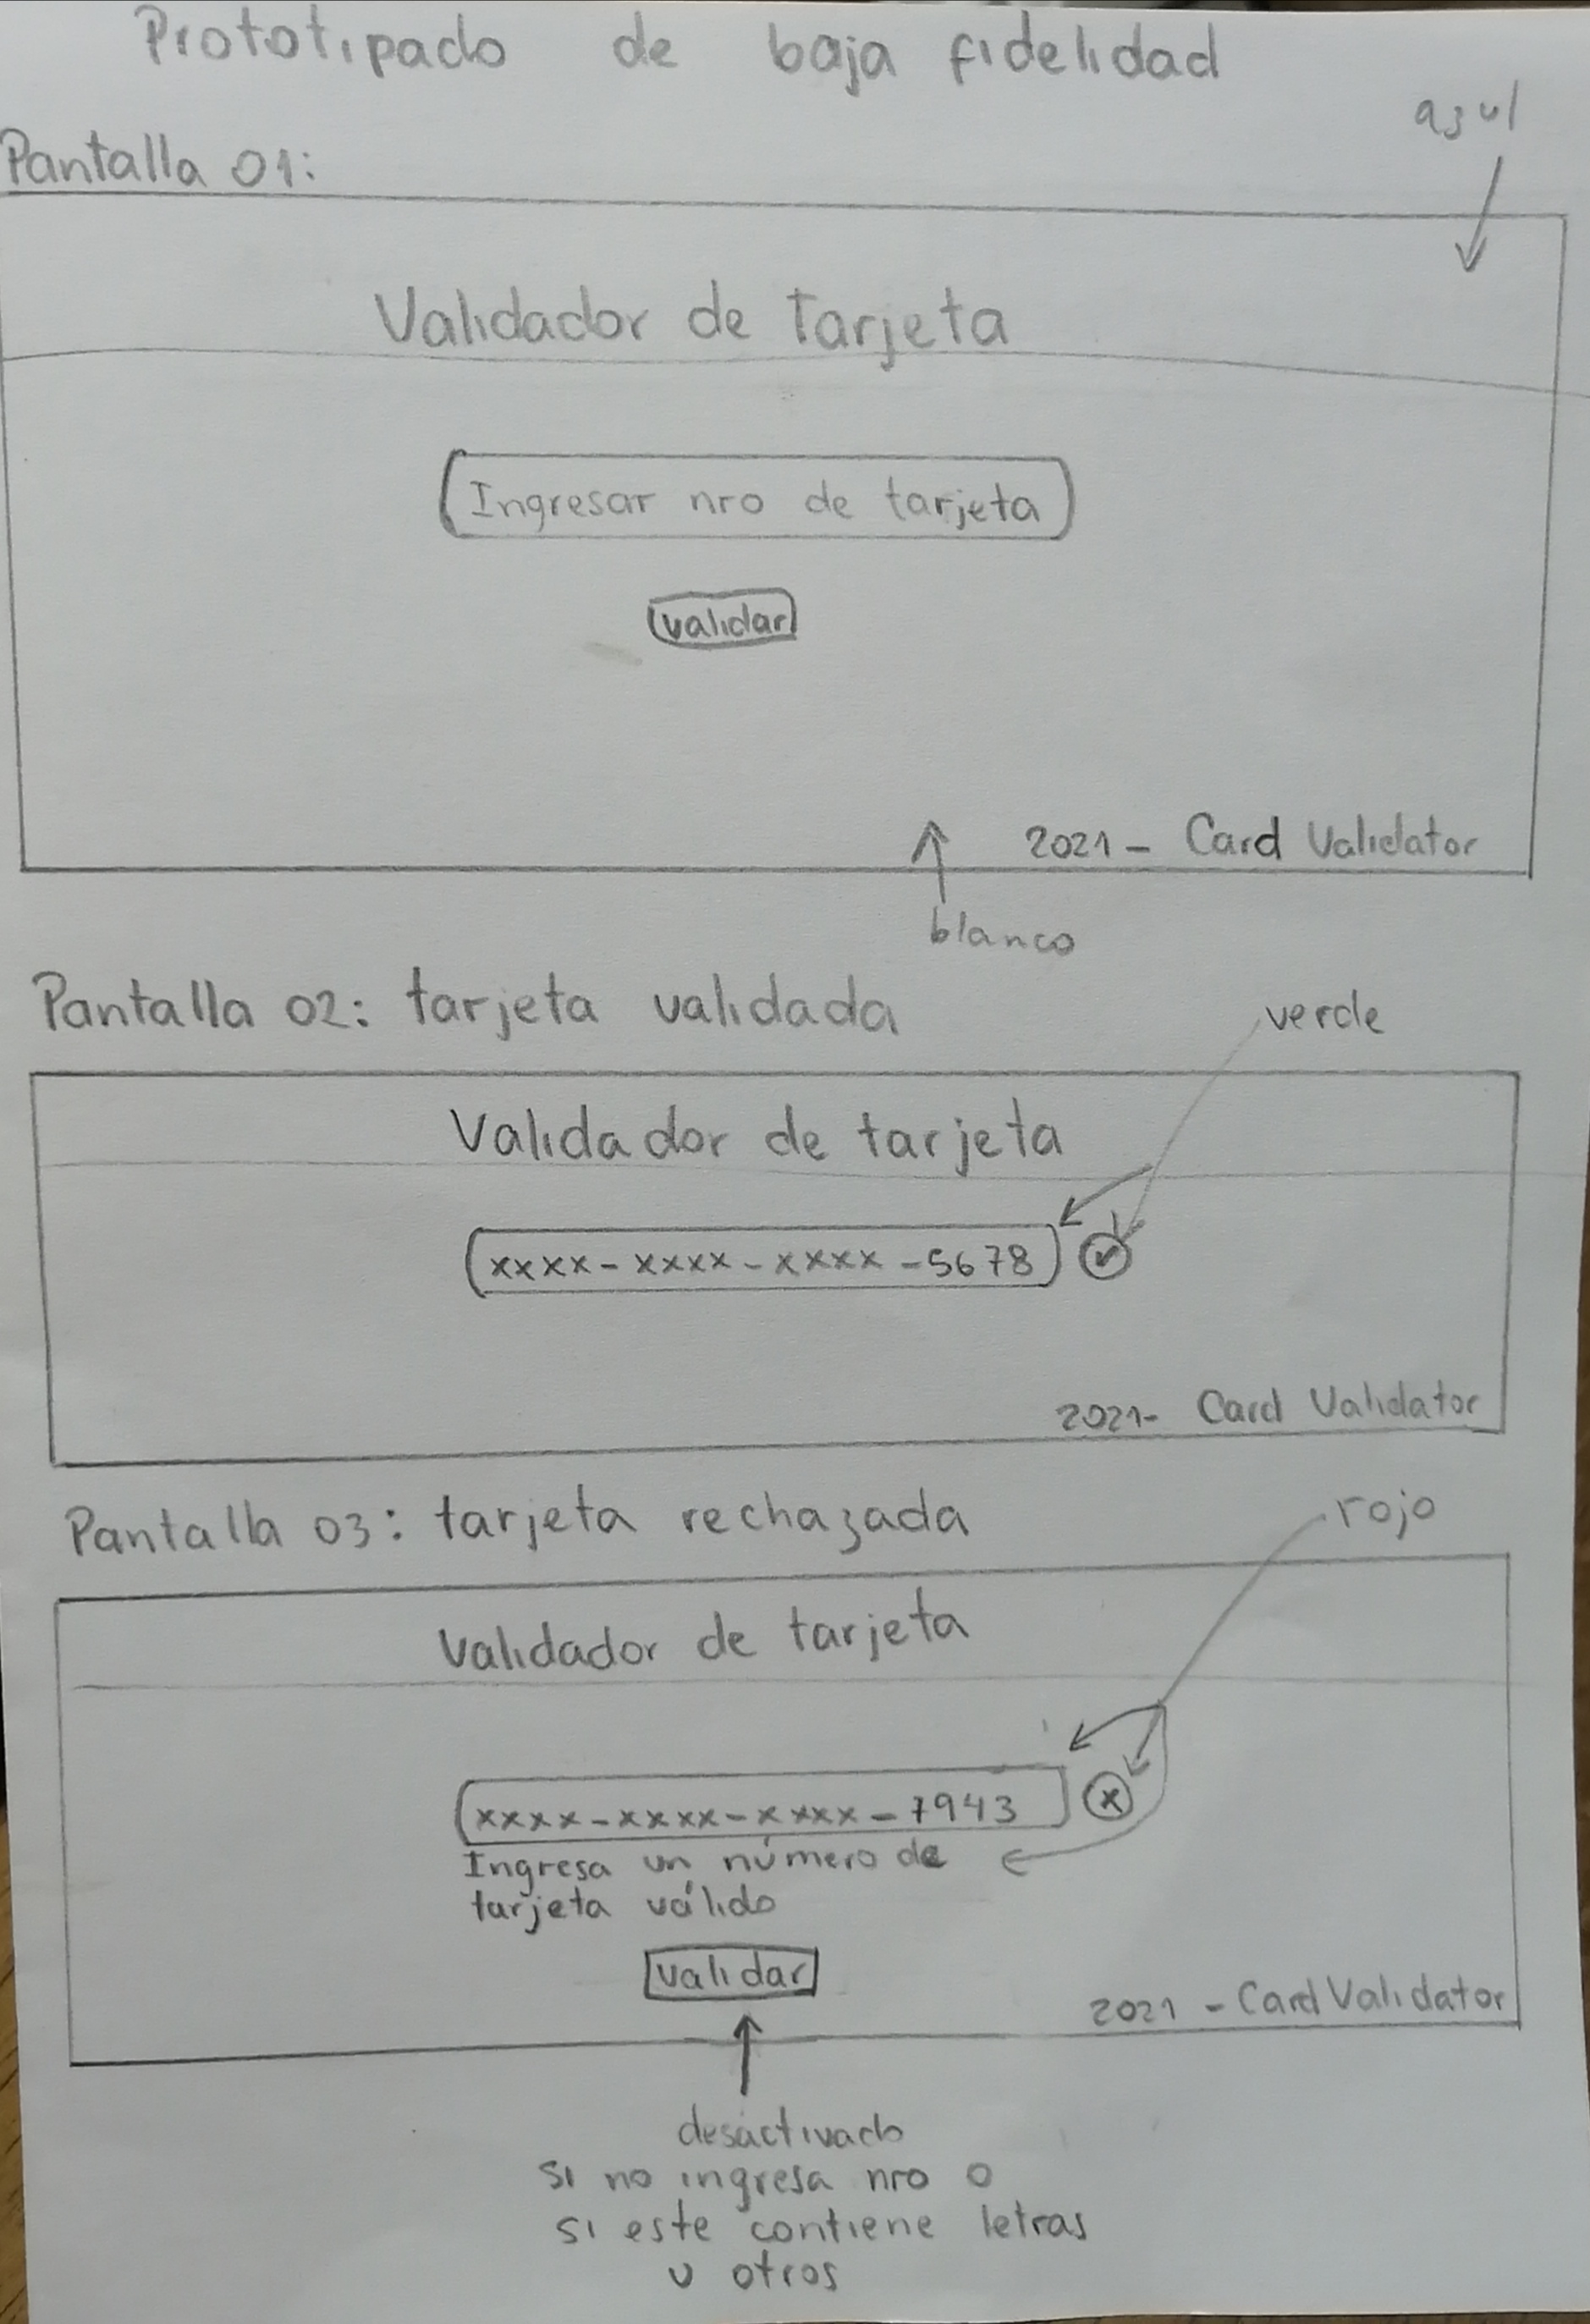 Prototipado de baja fidelidad
azul
Pantalla 01:
Validador de tarjeta
Ingresar nro de tarjeta
validar
2021 - Card Validator
blanco
Pantalla 02: tarjeta validada
verde
Validador de tarjeta
xxxx - xxxx - xxxx - 5678
2021- Card Validator
Pantalla 03: tarjeta rechazada
rojo
Validador de tarjeta
xxxx-xxxx-xxxx-7943
x
Ingresa un número de
tarjeta válido
validar
2021 - Card Validator
desactivado
si no ingresa nro o
si este contiene letras
u otros